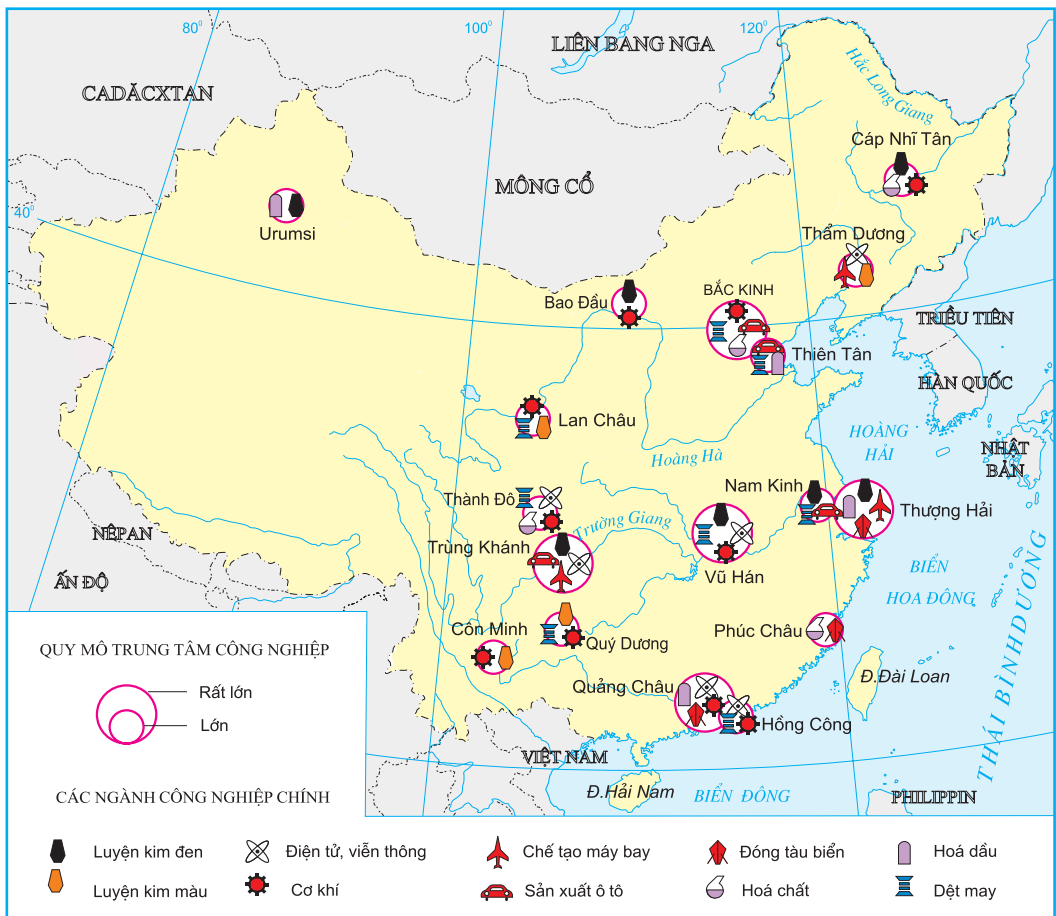 80⁰
100⁰
120⁰
LIÊN BANG NGA
CADĂCXTAN
Hắc Long Giang
Cáp Nhĩ Tân
MÔNG CỔ
40⁰
Urumsi
Thẩm Dương
Bao Đầu
BẮC KINH
TRIỀU TIÊN
Thiên Tân
HÀN QUỐC
Lan Châu
HOÀNG
HẢI
NHẬT
BẢN
Hoàng Hà
Thành Đô
Nam Kinh
Thượng Hải
Trường Giang
NÊPAN
Trùng Khánh
Vũ Hán
ẤN ĐỘ
BIỂN
HOA ĐÔNG
THÁI BÌNH DƯƠNG
Côn Minh
Quý Dương
Phúc Châu
Đ.Đài Loan
Quảng Châu
Hồng Công
VIỆT NAM
Đ.Hải Nam
BIỂN ĐÔNG
PHILIPPIN
QUY MÔ TRUNG TÂM CÔNG NGHIỆP
Rất lớn
Lớn
CÁC NGÀNH CÔNG NGHIỆP CHÍNH
Luyện kim đen
Điện tử, viễn thông
Chế tạo máy bay
Đóng tàu biển
Hoá dầu
Luyện kim màu
Cơ khí
Sản xuất ô tô
Hoá chất
Dệt may